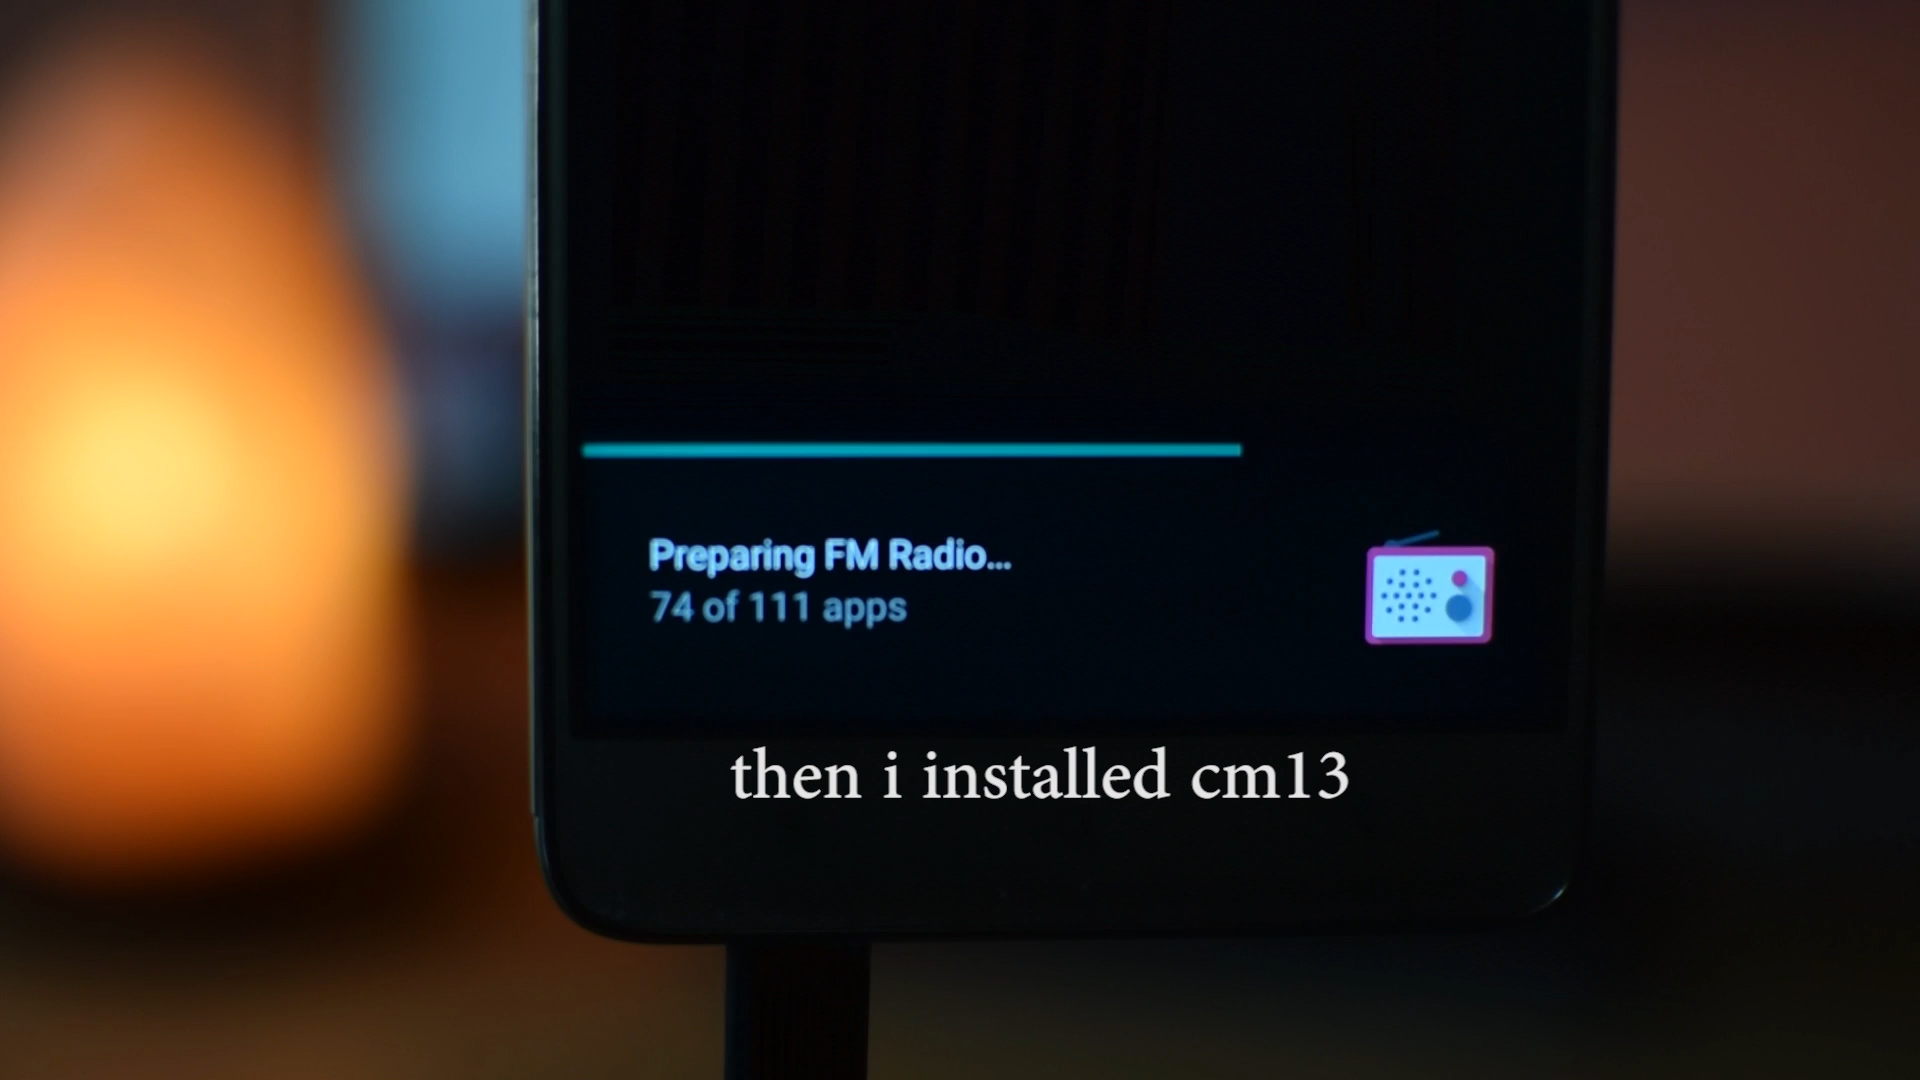 Preparing FM Radio...
74 of 111 apps
then i installed cm13